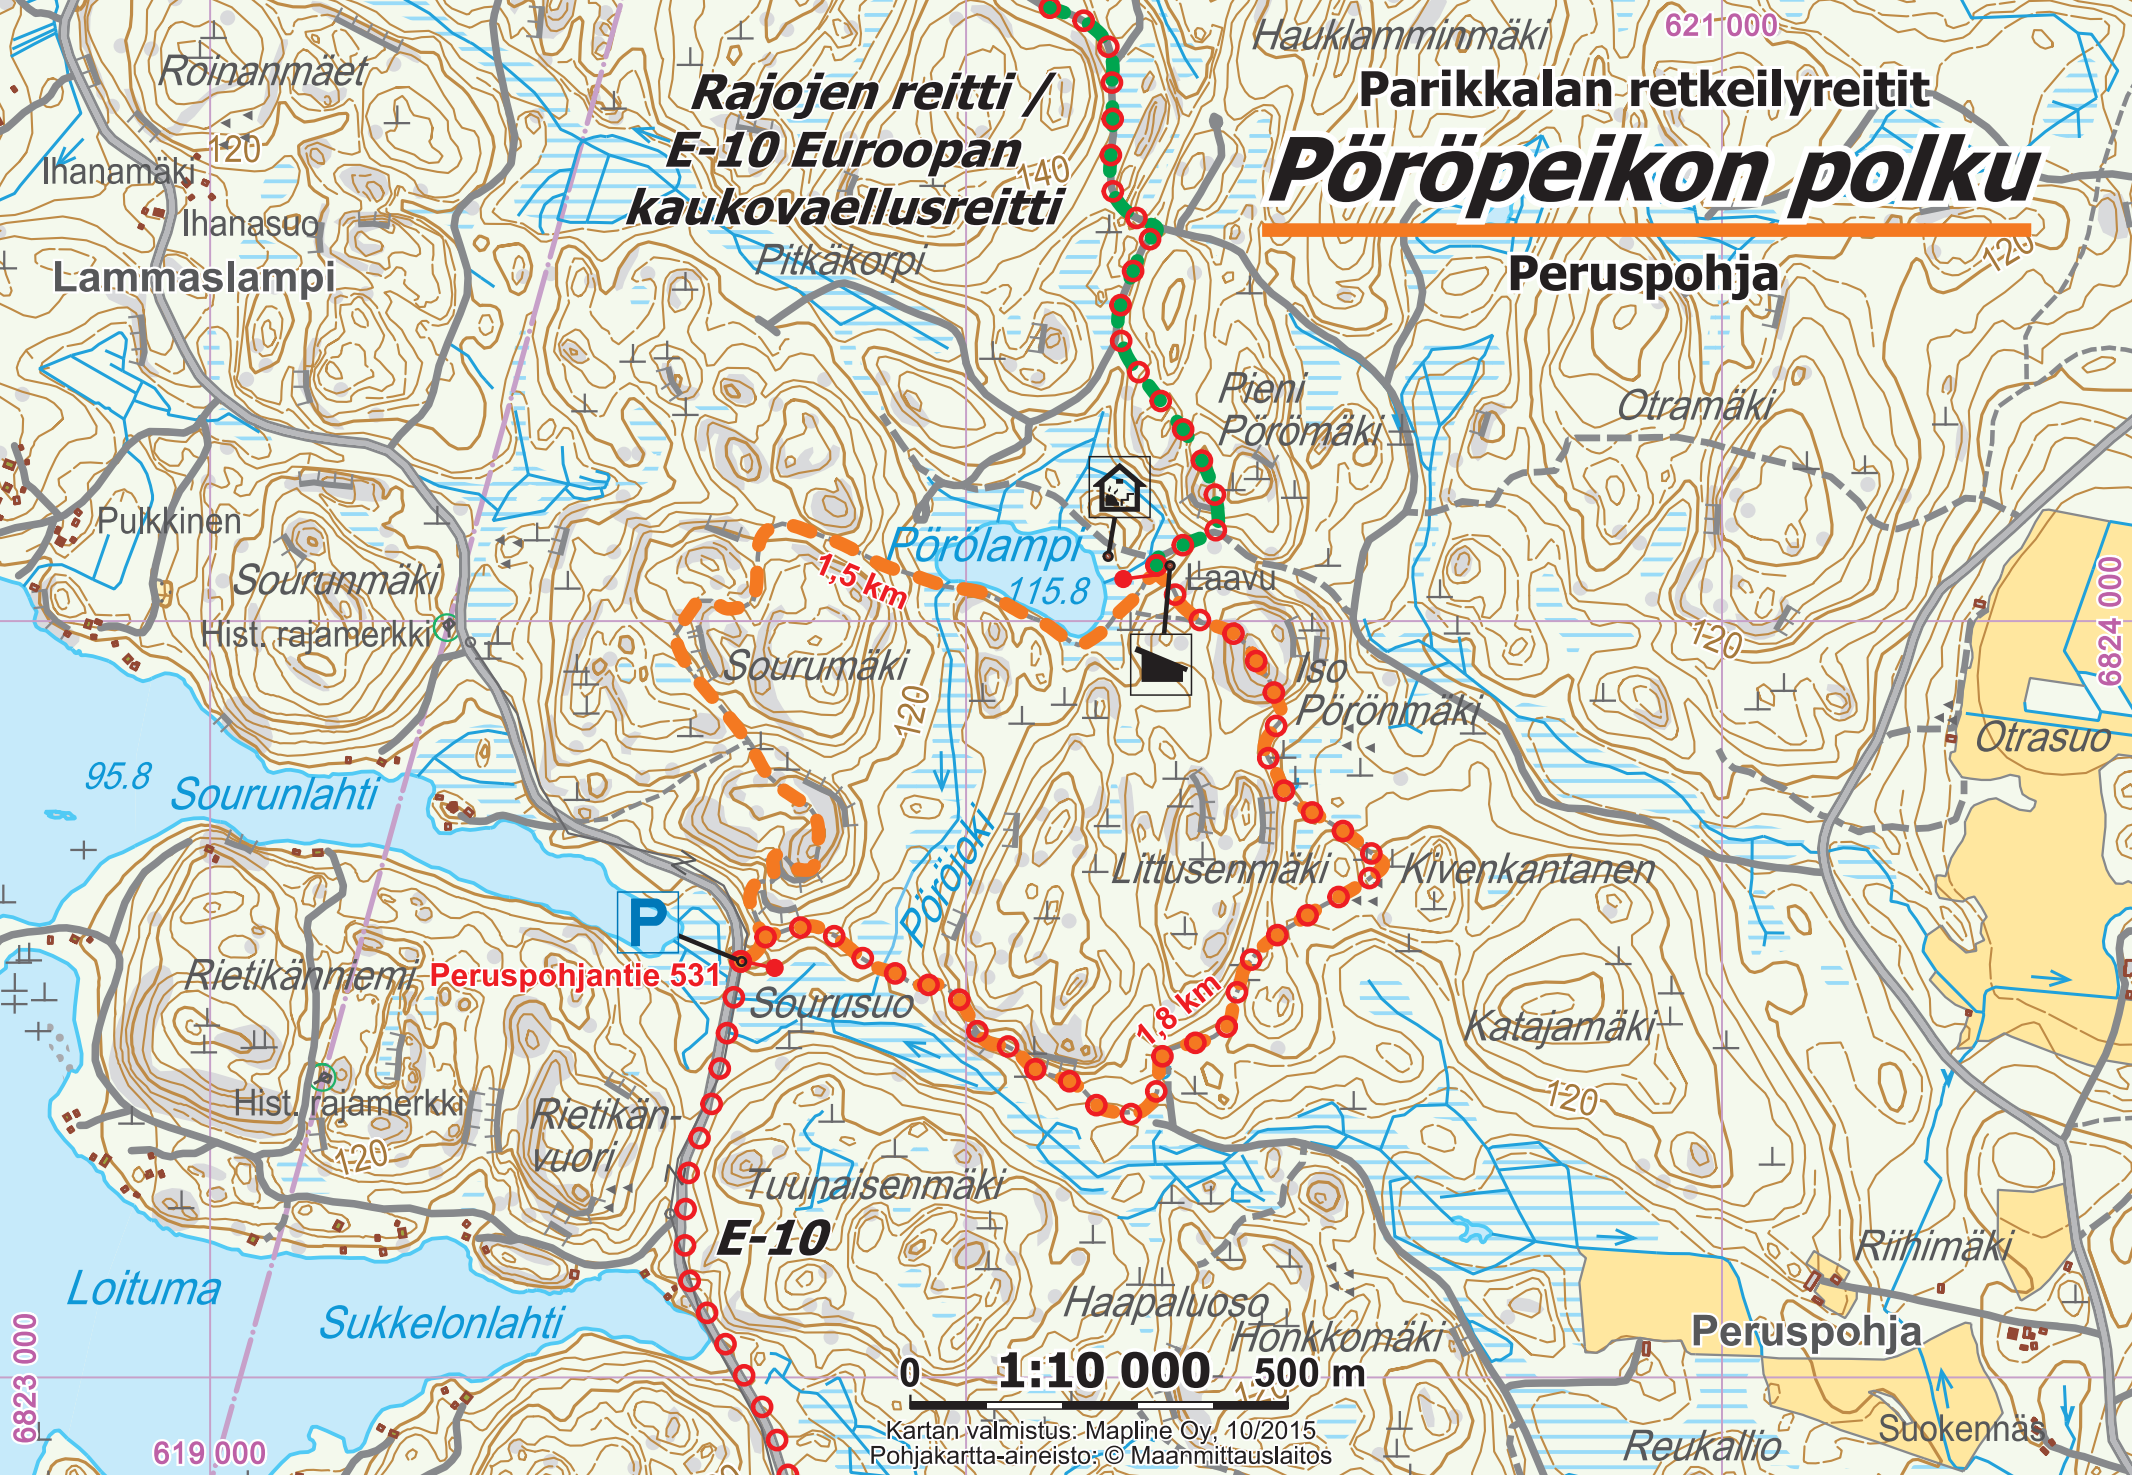 Hauklamminmäki
621 000
Roinanmäet
Rajojen reitti /
E-10 Euroopan
kaukovaellusreitti
Parikkalan retkeilyreitit
Pöröpeikon polku
Peruspohja
120
140
Ihanamäki
Ihanasuo
Lammaslampi
Pitkäkorpi
120
Pieni
Pörömäki
Otramäki
Pulkkinen
Pörölampi
115.8
Laavu
1,5 km
Sourunmäki
Hist. rajamerkki
6824 000
Sourumäki
120
120
Iso
Pörönmäki
Otrasuo
95.8
Sourunlahti
Pöröjoki
Littusenmäki
Kivenkantanen
P
Peruspohjantie 531
Rietikänniemi
Sourusuo
1,8 km
Katajamäki
Hist. rajamerkki
120
120
Rietikän-
vuori
Tuunaisenmäki
E-10
Riihimäki
Loituma
Sukkelonlahti
Haapaluoso
Honkkomäki
Peruspohja
6823 000
0 1:10 000 500 m
Kartan valmistus: Mapline Oy, 10/2015
Pohjakartta-aineisto: © Maanmittauslaitos
619 000
Reukallio
Suokennäs